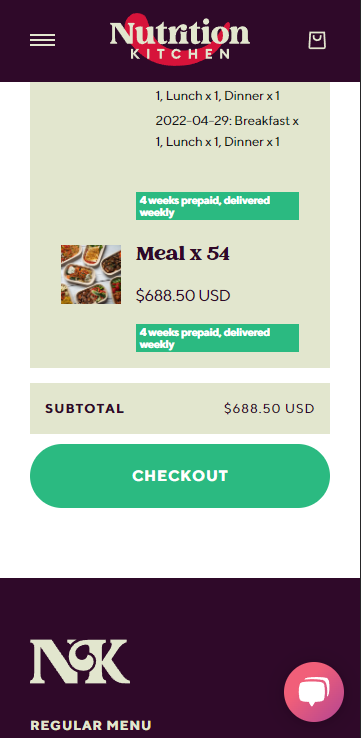 Nutrition
KITCHEN
1, Lunch x 1, Dinner x 1
2022-04-29: Breakfast x
1, Lunch x 1, Dinner x 1
4 weeks prepaid, delivered
weekly
Meal x 54
$688.50 USD
4 weeks prepaid, delivered
weekly
SUBTOTAL $688.50 USD
CHECKOUT
NK
REGULAR MENU